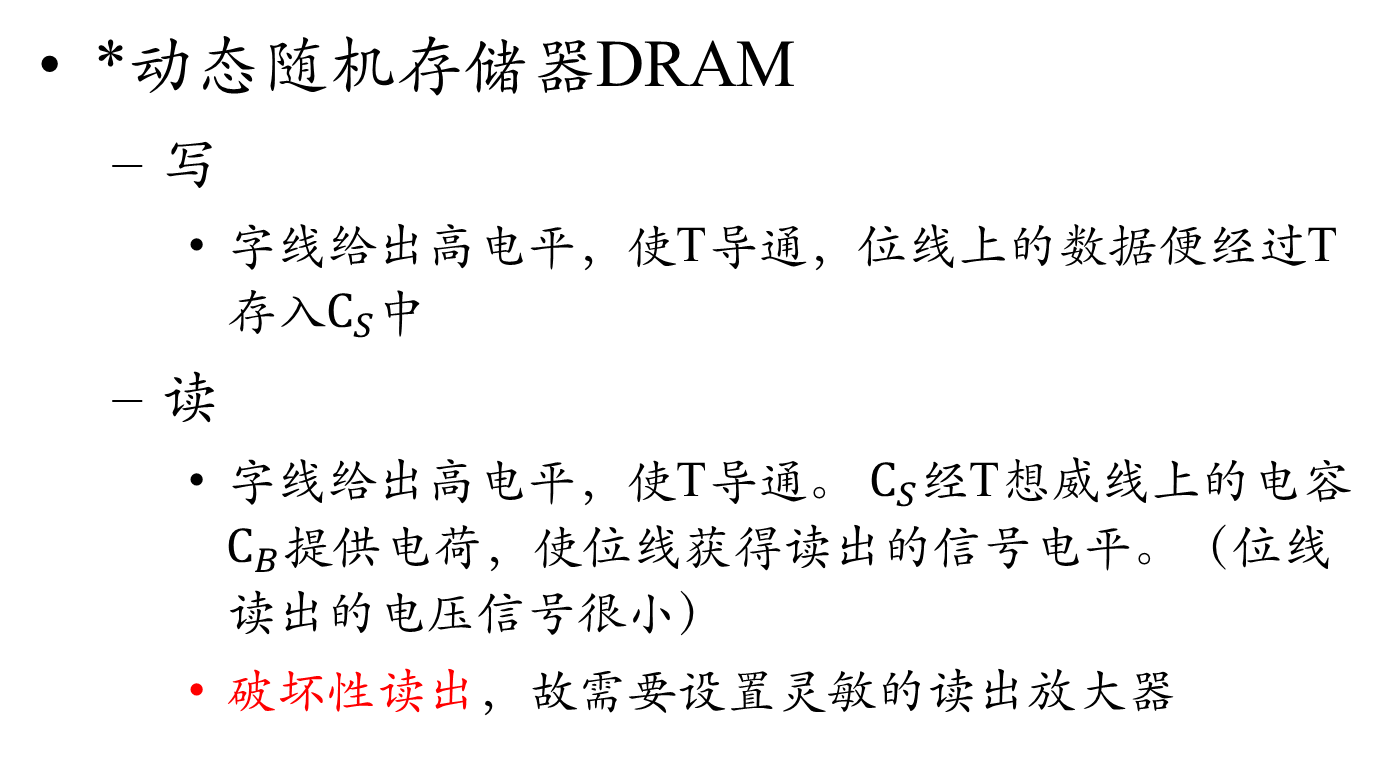 • *动态随机存储器DRAM
– 写
• 字线给出高电平，使T导通，位线上的数据便经过T
存入C_S中
– 读
• 字线给出高电平，使T导通。 C_S经T想威线上的电容
C_B提供电荷，使位线获得读出的信号电平。（位线
读出的电压信号很小）
• 破坏性读出，故需要设置灵敏的读出放大器